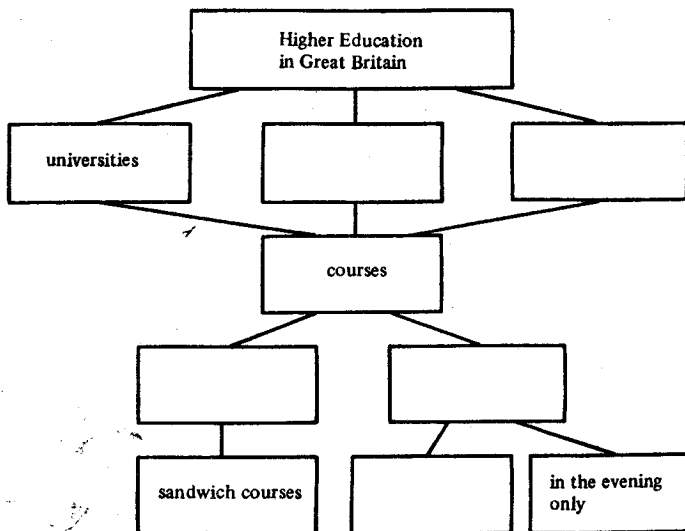 Higher Education
in Great Britain
universities
courses
sandwich courses
in the evening
only